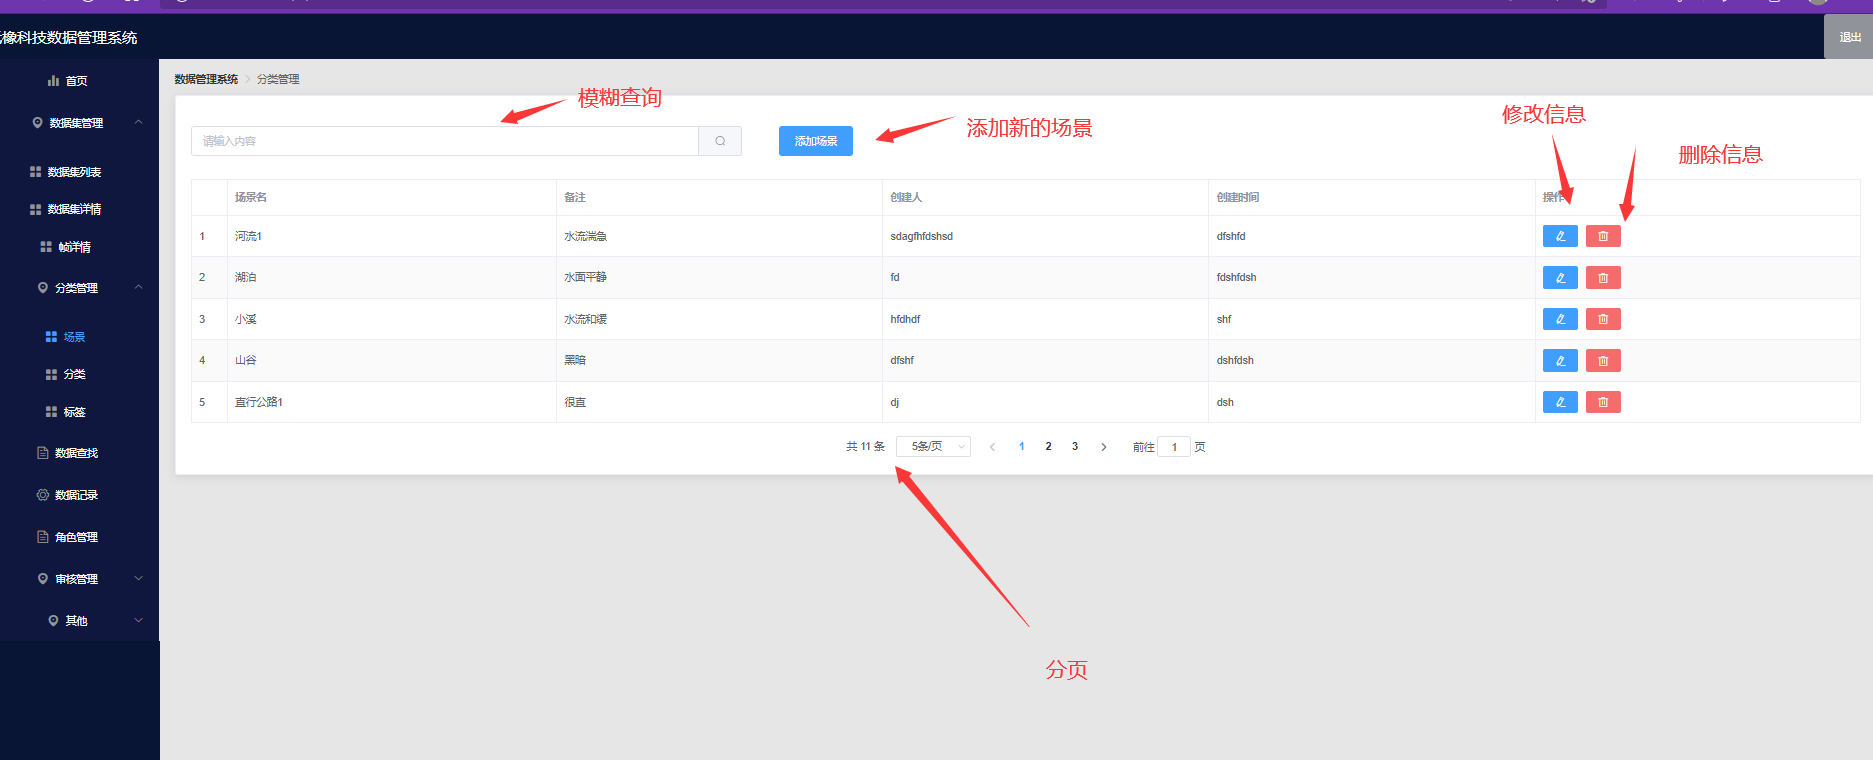 像科技数据管理系统
退出
首页
数据集管理
数据集列表
数据集详情
帧详情
分类管理
场景
分类
标签
数据查找
数据记录
角色管理
审核管理
其他
数据管理系统 > 分类管理
模糊查询
请输入内容
添加场景
添加新的场景
修改信息
删除信息
场景名 备注 创建人 创建时间 操作
1 河流1 水流湍急 sdagfhfdshsd dfshfd
2 湖泊 水面平静 fd fdshfdsh
3 小溪 水流和缓 hfdhdf shf
4 山谷 黑暗 dfshf dshfdsh
5 直行公路1 很直 dj dsh
共 11 条 5条/页 < 1 2 3 > 前往 1 页
分页